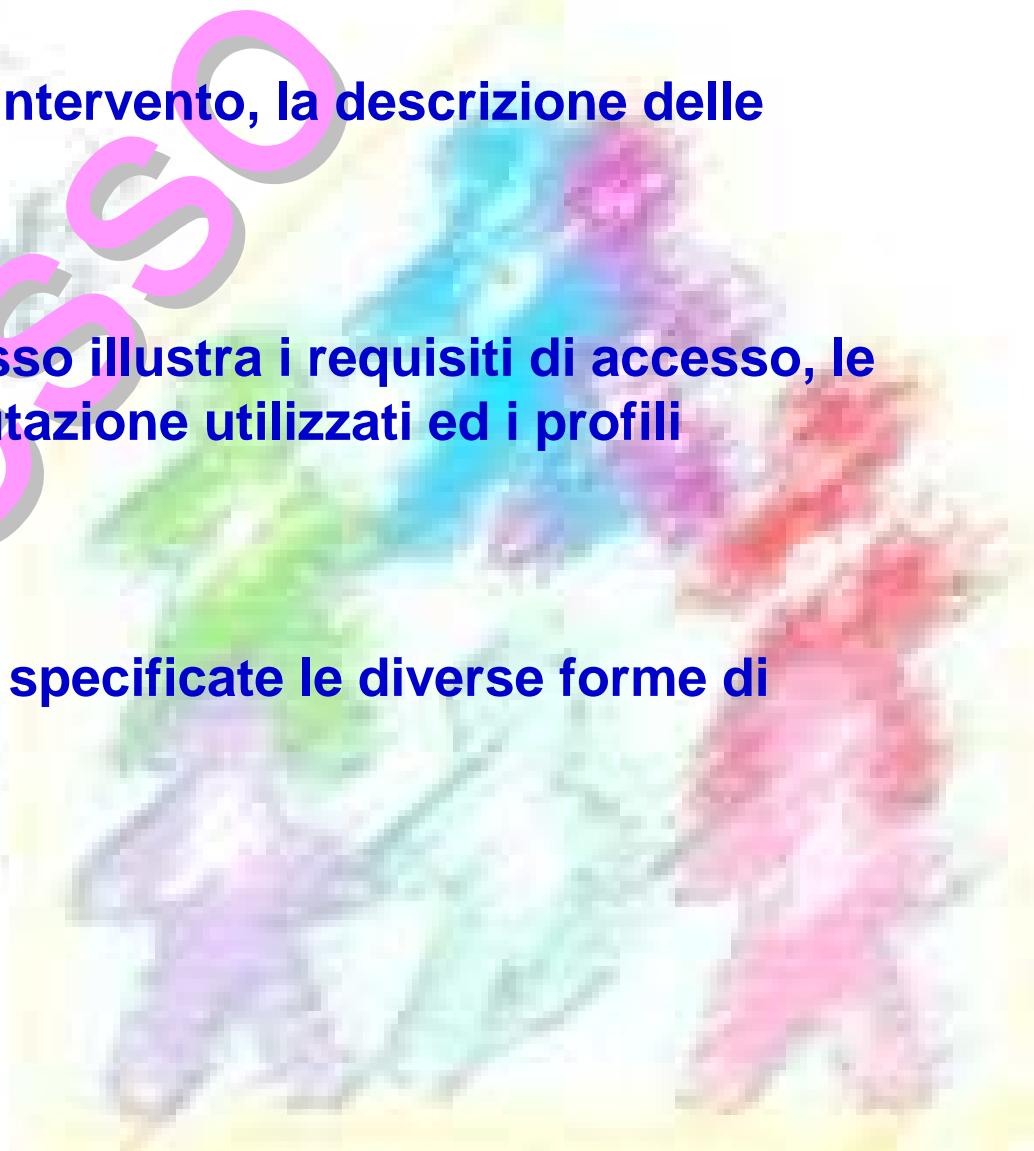 ntervento, la descrizione delle
sso illustra i requisiti di accesso, le
tazione utilizzati ed i profili
specificate le diverse forme di
SSO